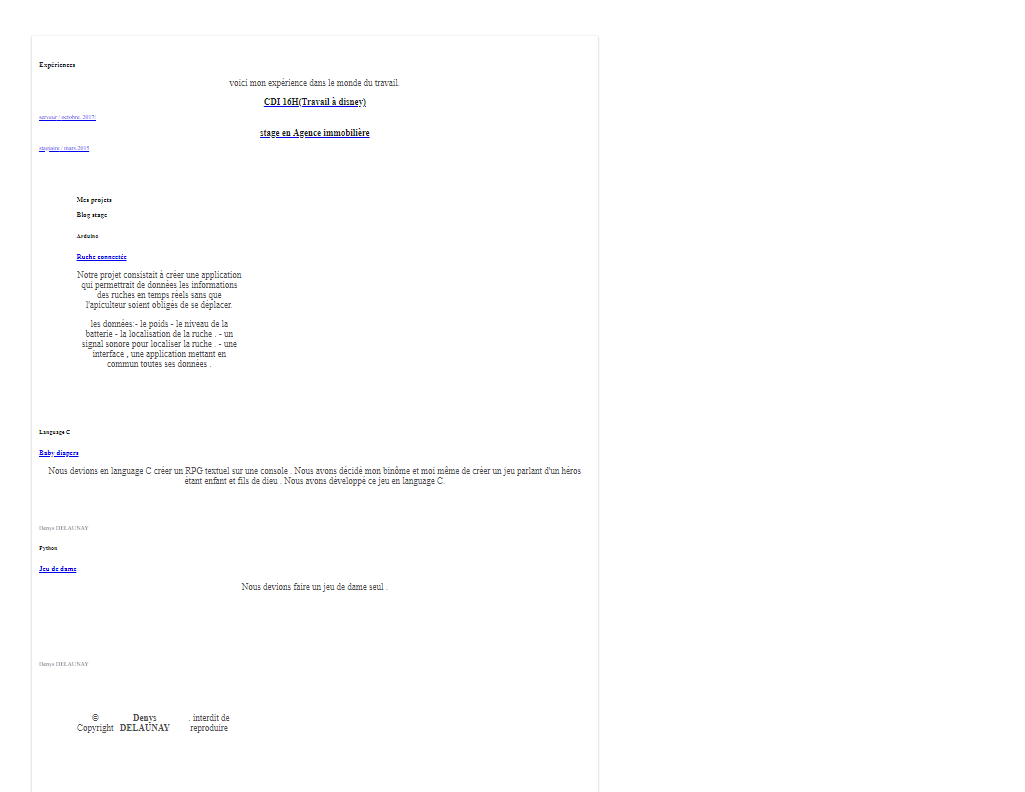 Expériences
voici mon expérience dans le monde du travail.
CDI 16H(Travail à disney)
serveur / octobre. 2017/
stage en Agence immobilière
stagiaire / mars.2015
Mes projets
Blog stage
Arduino
Ruche connectée
Notre projet consistait à créer une application
qui permettrait de données les informations
des ruches en temps réels sans que
l'apiculteur soient obligés de se déplacer.
les données:- le poids - le niveau de la
batterie - la localisation de la ruche . - un
signal sonore pour localiser la ruche . - une
interface , une application mettant en
commun toutes ses données .
Language C
Baby diapers
Nous devions en language C créer un RPG textuel sur une console . Nous avons décidé mon binôme et moi même de créer un jeu parlant d'un héros
étant enfant et fils de dieu . Nous avons développé ce jeu en language C.
Denys DELAUNAY
Python
Jeu de dame
Nous devions faire un jeu de dame seul .
Denys DELAUNAY
© Denys . interdit de
Copyright DELAUNAY reproduire